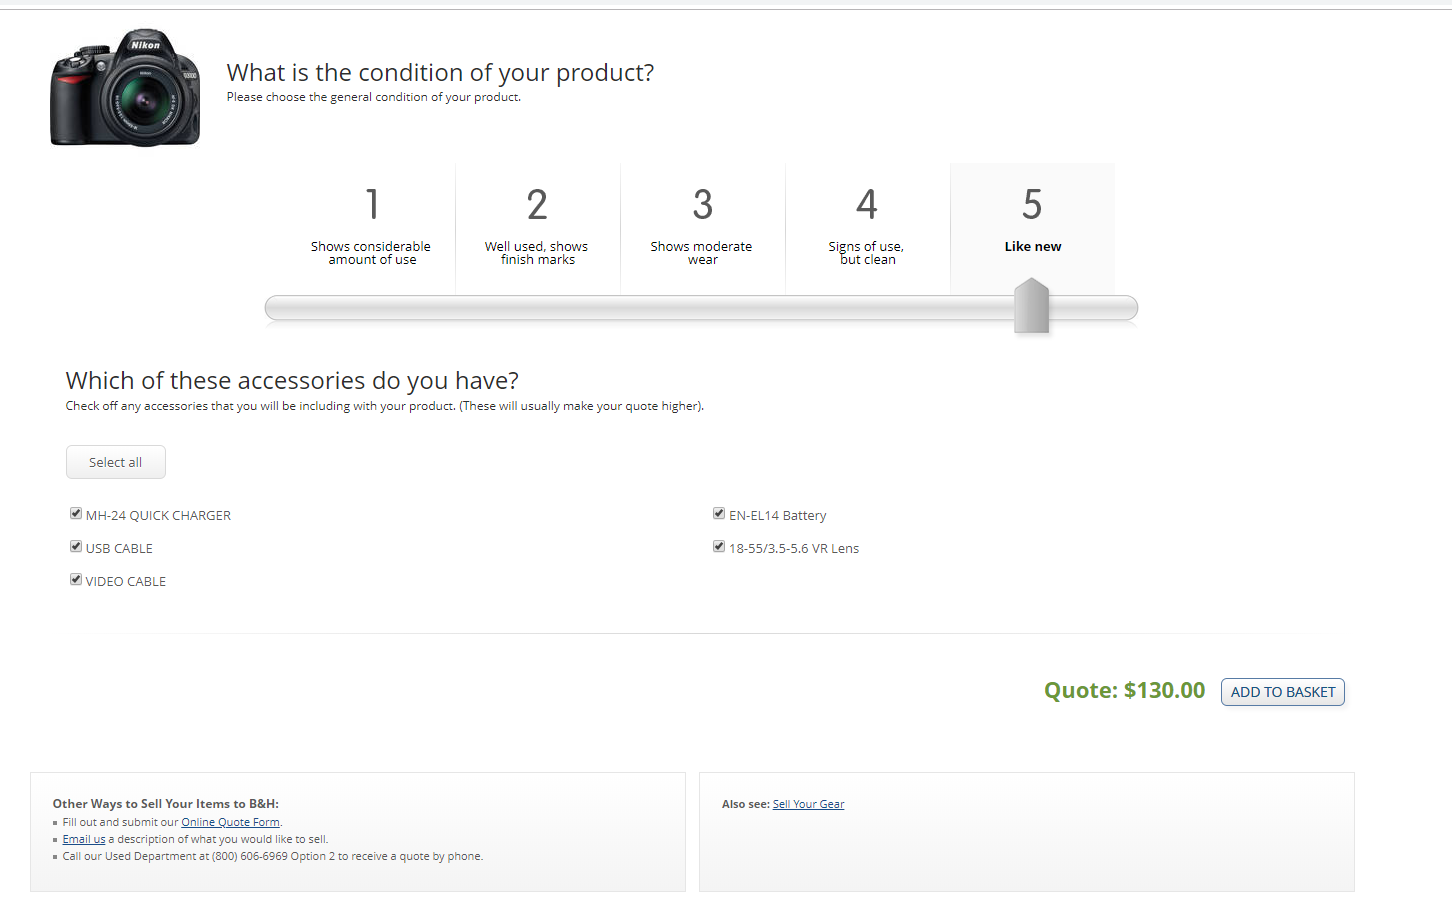 Nikon
What is the condition of your product?
Please choose the general condition of your product.
1
Shows considerable
amount of use
2
Well used, shows
finish marks
3
Shows moderate
wear
4
Signs of use,
but clean
5
Like new
Which of these accessories do you have?
Check off any accessories that you will be including with your product. (These will usually make your quote higher).
Select all
MH-24 QUICK CHARGER
EN-EL14 Battery
USB CABLE
18-55/3.5-5.6 VR Lens
VIDEO CABLE
Quote: $130.00
ADD TO BASKET
Other Ways to Sell Your Items to B&H:
Fill out and submit our Online Quote Form.
Email us a description of what you would like to sell.
Call our Used Department at (800) 606-6969 Option 2 to receive a quote by phone.
Also see: Sell Your Gear